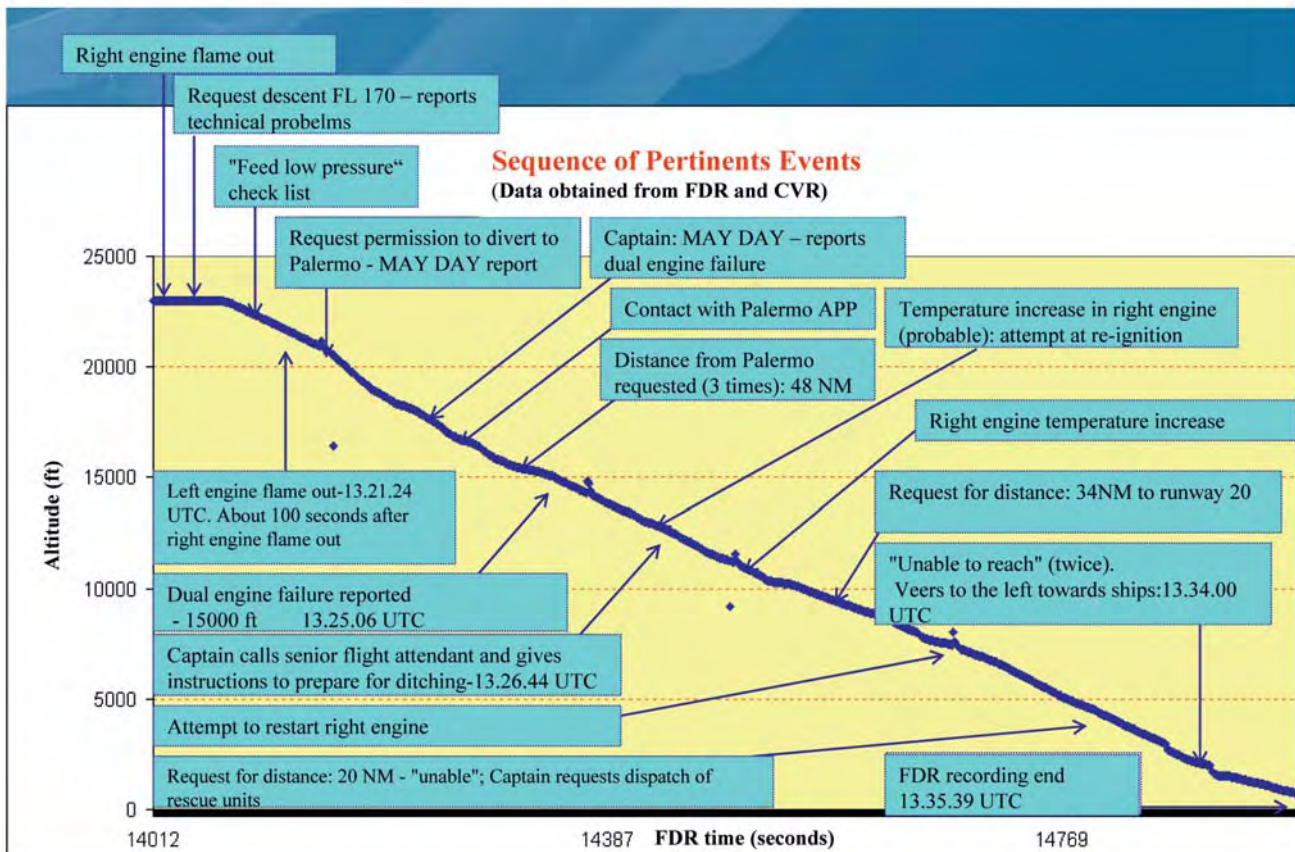 Right engine flame out
Request descent FL 170 – reports
technical probelms
"Feed low pressure“
check list
Sequence of Pertinents Events
(Data obtained from FDR and CVR)
Request permission to divert to
Palermo - MAY DAY report
Captain: MAY DAY – reports
dual engine failure
Contact with Palermo APP
Temperature increase in right engine
(probable): attempt at re-ignition
Distance from Palermo
requested (3 times): 48 NM
Right engine temperature increase
Left engine flame out-13.21.24
UTC. About 100 seconds after
right engine flame out
Request for distance: 34NM to runway 20
"Unable to reach" (twice).
Veers to the left towards ships:13.34.00
UTC
Dual engine failure reported
- 15000 ft 13.25.06 UTC
Captain calls senior flight attendant and gives
instructions to prepare for ditching-13.26.44 UTC
Attempt to restart right engine
Request for distance: 20 NM - "unable"; Captain requests dispatch of
rescue units
FDR recording end
13.35.39 UTC
Altitude (ft)
25000
20000
15000
10000
5000
0
14012
14387
14769
FDR time (seconds)